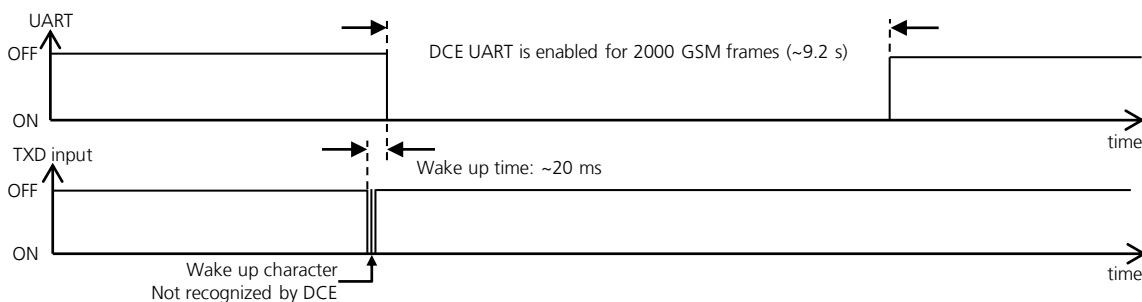 UART
OFF
DCE UART is enabled for 2000 GSM frames (~9.2 s)
ON
time
TXD input
Wake up time: ~20 ms
OFF
ON
time
Wake up character
Not recognized by DCE